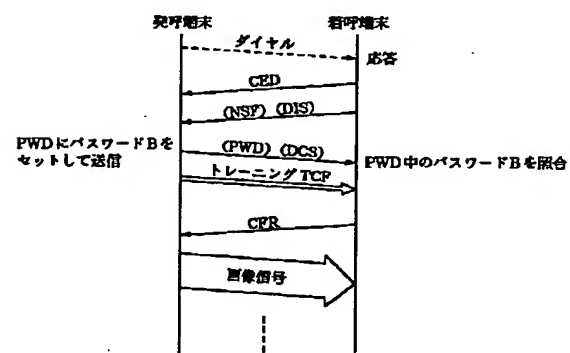 発呼端末 着呼端末
ダイヤル
応答
CED
(NSF) (DIS)
PWDにパスワードBを
セットして送信
(PWD) (DCS)
PWD中のパスワードBを照合
トレーニングTCF
CFR
画像信号